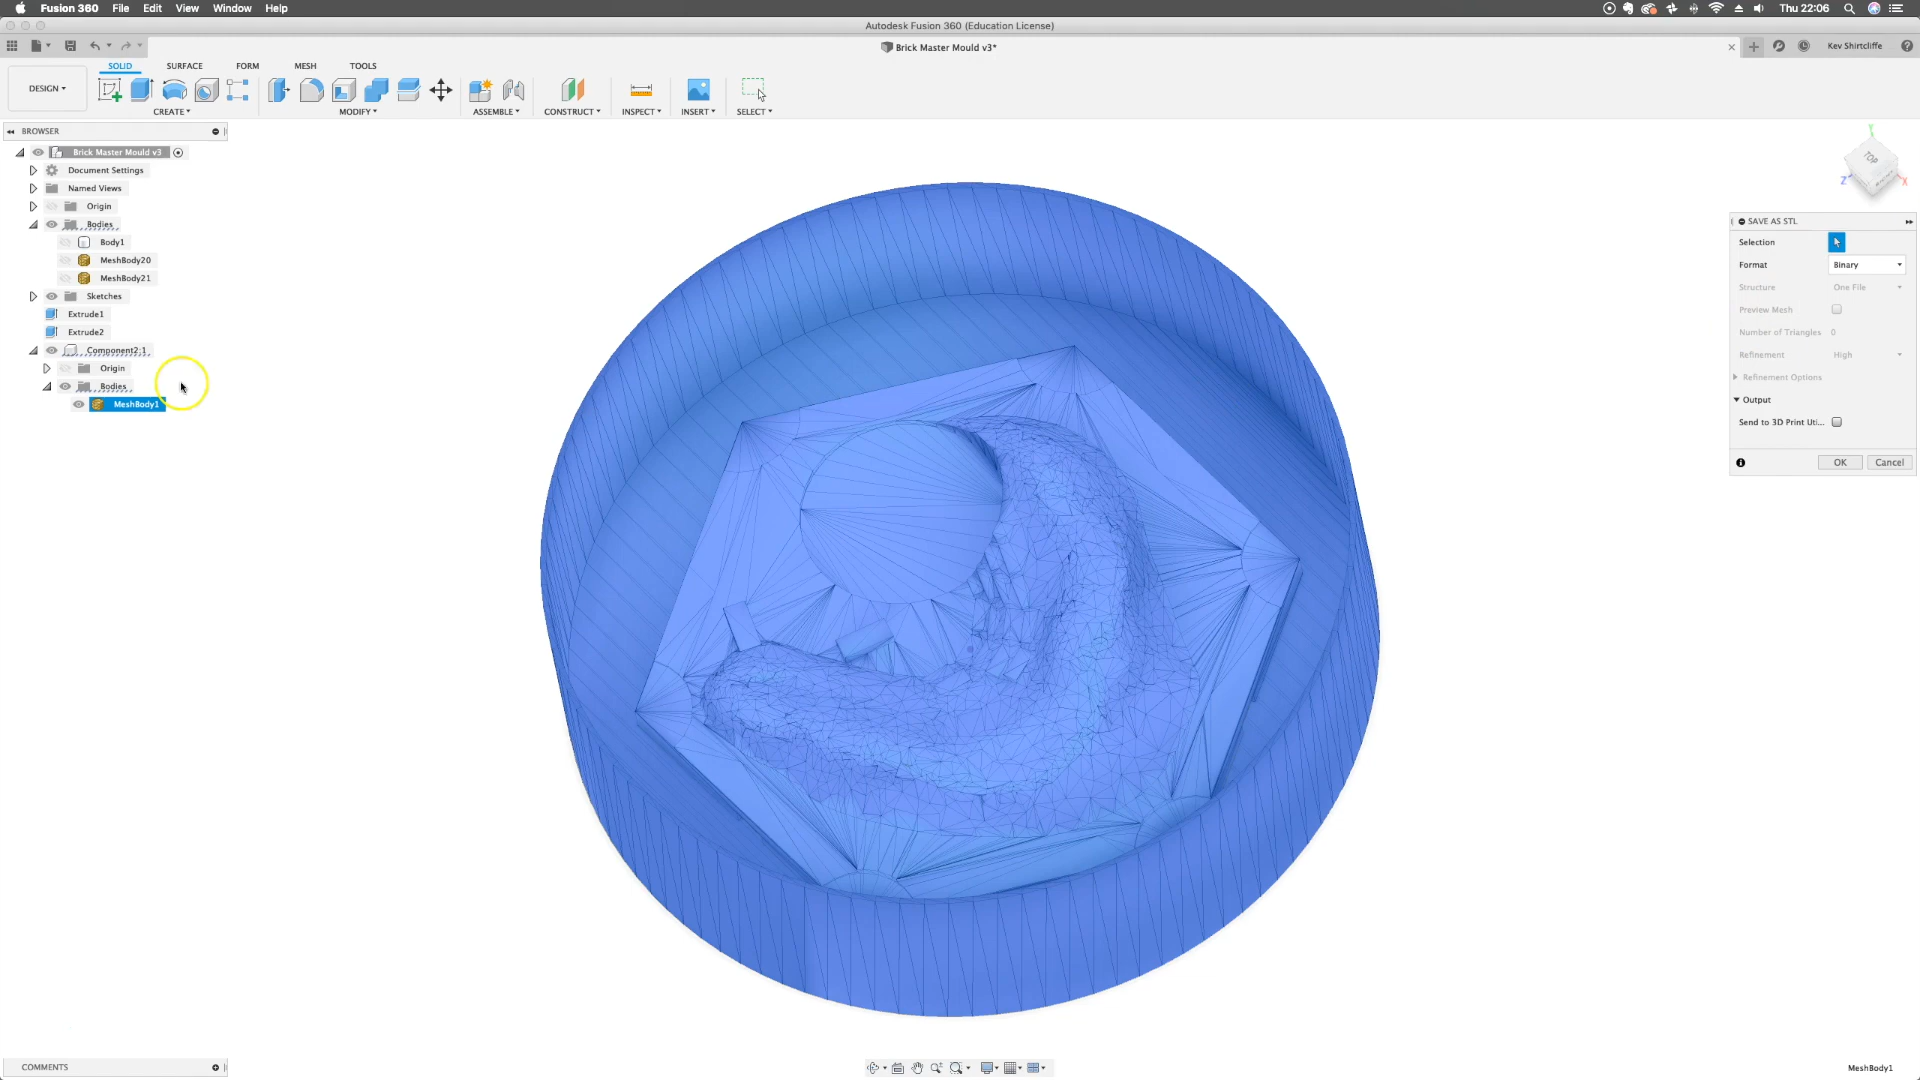 Fusion 360 File Edit View Window Help Thu 22:06
Autodesk Fusion 360 (Education License)
Brick Master Mould v3* Kev Shirtcliffe
SOLID SURFACE FORM MESH TOOLS
DESIGN
CREATE MODIFY ASSEMBLE CONSTRUCT INSPECT INSERT SELECT
BROWSER
Brick Master Mould v3
Document Settings
Named Views
Origin
Bodies
Body1
MeshBody20
MeshBody21
Sketches
Extrude1
Extrude2
Component2:1
Origin
Bodies
MeshBody1
TOP
Y
Z
X
SAVE AS STL
Selection
Format Binary
Structure One File
Preview Mesh
Number of Triangles 0
Refinement High
Refinement Options
Output
Send to 3D Print Uti...
OK Cancel
COMMENTS
MeshBody1